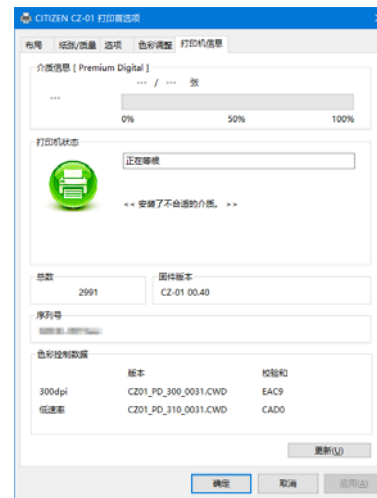 CITIZEN CZ-01 打印首选项
布局 纸张/质量 选项 色彩调整 打印机信息
介质信息 [ Premium Digital ]
--- / --- 张
---
0% 50% 100%
打印机状态
正在等候
<< 安装了不合适的介质。 >>
总数 固件版本
2991 CZ-01 00.40
序列号
色彩控制数据
版本 校验和
300dpi CZ01_PD_300_0031.CWD EAC9
低速率 CZ01_PD_310_0031.CWD CAD0
更新(U)
确定 取消 应用(A)